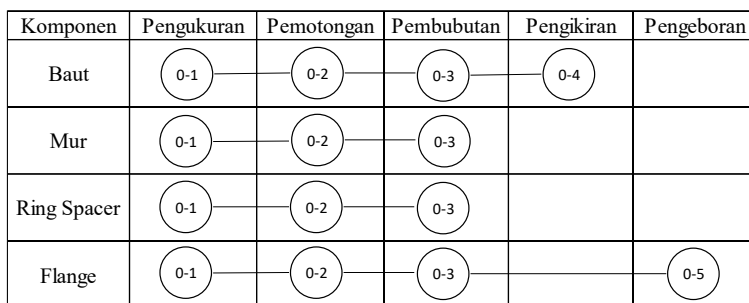 Komponen Pengukuran Pemotongan Pembubutan Pengikiran Pengeboran
Baut 0-1 0-2 0-3 0-4
Mur 0-1 0-2 0-3
Ring Spacer 0-1 0-2 0-3
Flange 0-1 0-2 0-3 0-5